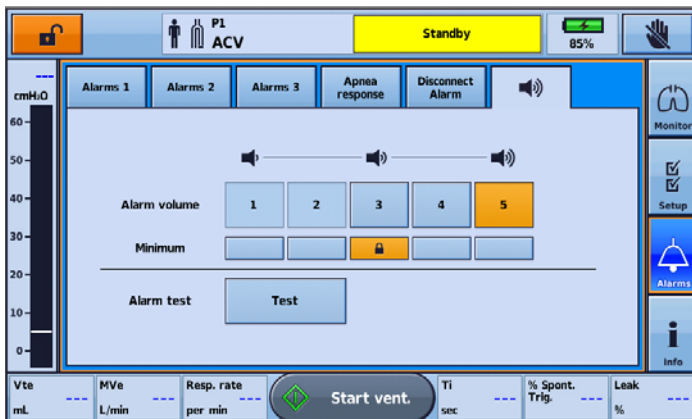 P1
ACV
Standby
85%
---
cmH₂O
60
50
40
30
20
10
0
Alarms 1
Alarms 2
Alarms 3
Apnea
response
Disconnect
Alarm
Alarm volume
1 2 3 4 5
Minimum
Alarm test
Test
Monitor
Setup
Alarms
Info
Vte
---
mL
MVe
---
L/min
Resp. rate
---
per min
Start vent.
Ti
---
sec
% Spont.
Trig.
---
Leak
---
%